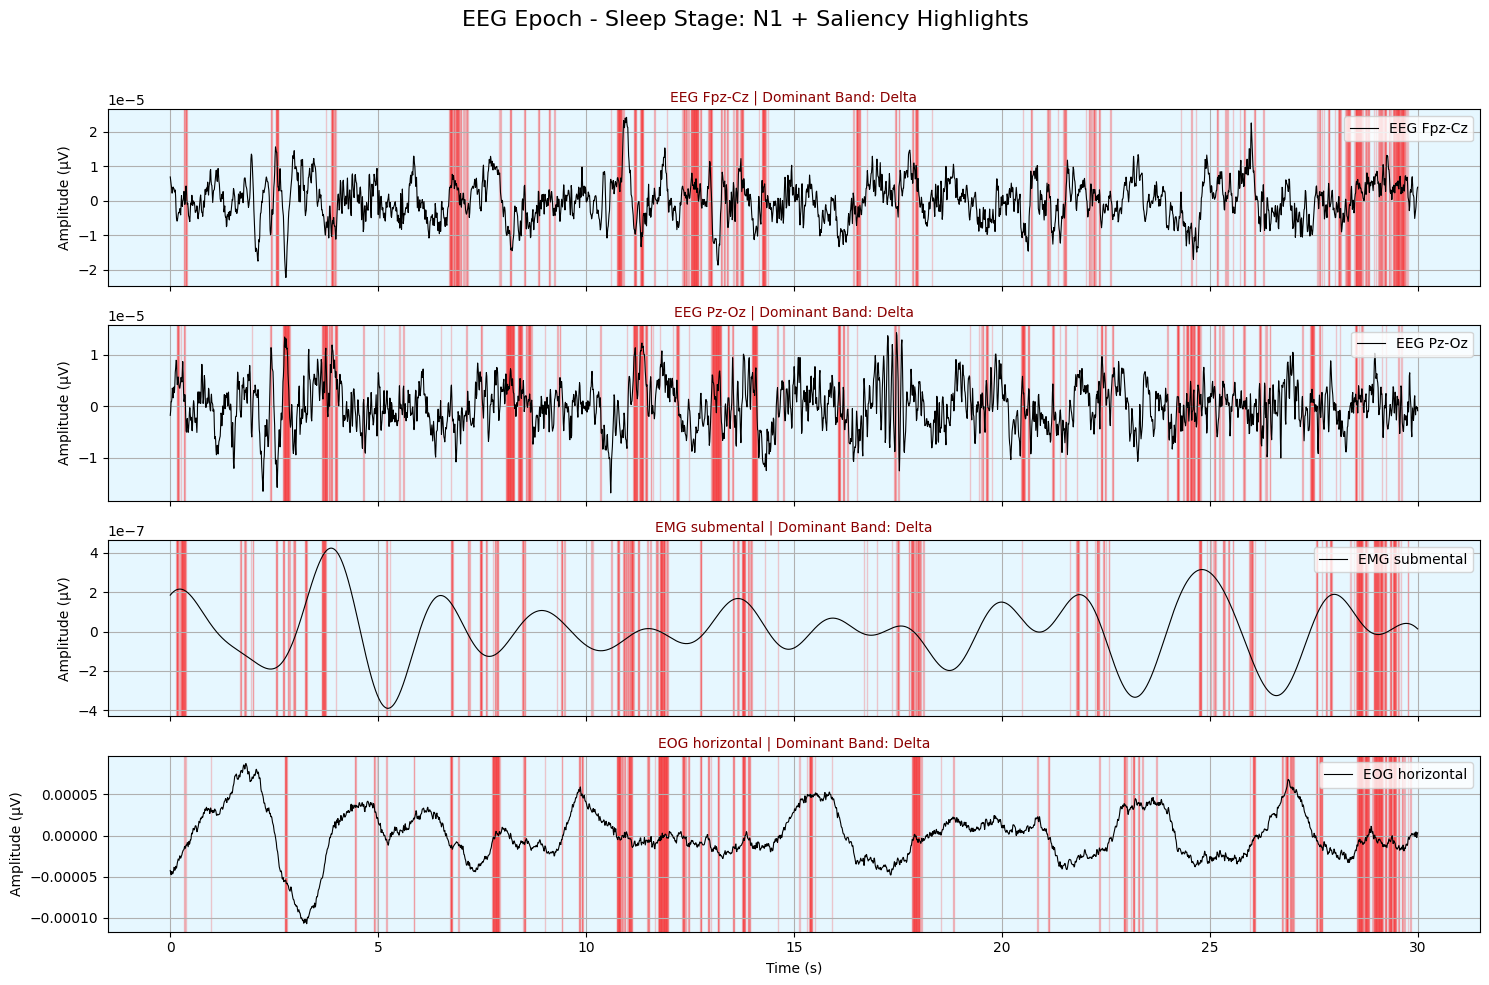 EEG Epoch - Sleep Stage: N1 + Saliency Highlights
EEG Fpz-Cz | Dominant Band: Delta
1e−5
Amplitude (µV)
2
1
0
−1
−2
EEG Fpz-Cz
EEG Pz-Oz | Dominant Band: Delta
1e−5
Amplitude (µV)
1
0
−1
EEG Pz-Oz
EMG submental | Dominant Band: Delta
1e−7
Amplitude (µV)
4
2
0
−2
−4
EMG submental
EOG horizontal | Dominant Band: Delta
Amplitude (µV)
0.00005
0.00000
−0.00005
−0.00010
EOG horizontal
0 5 10 15 20 25 30
Time (s)